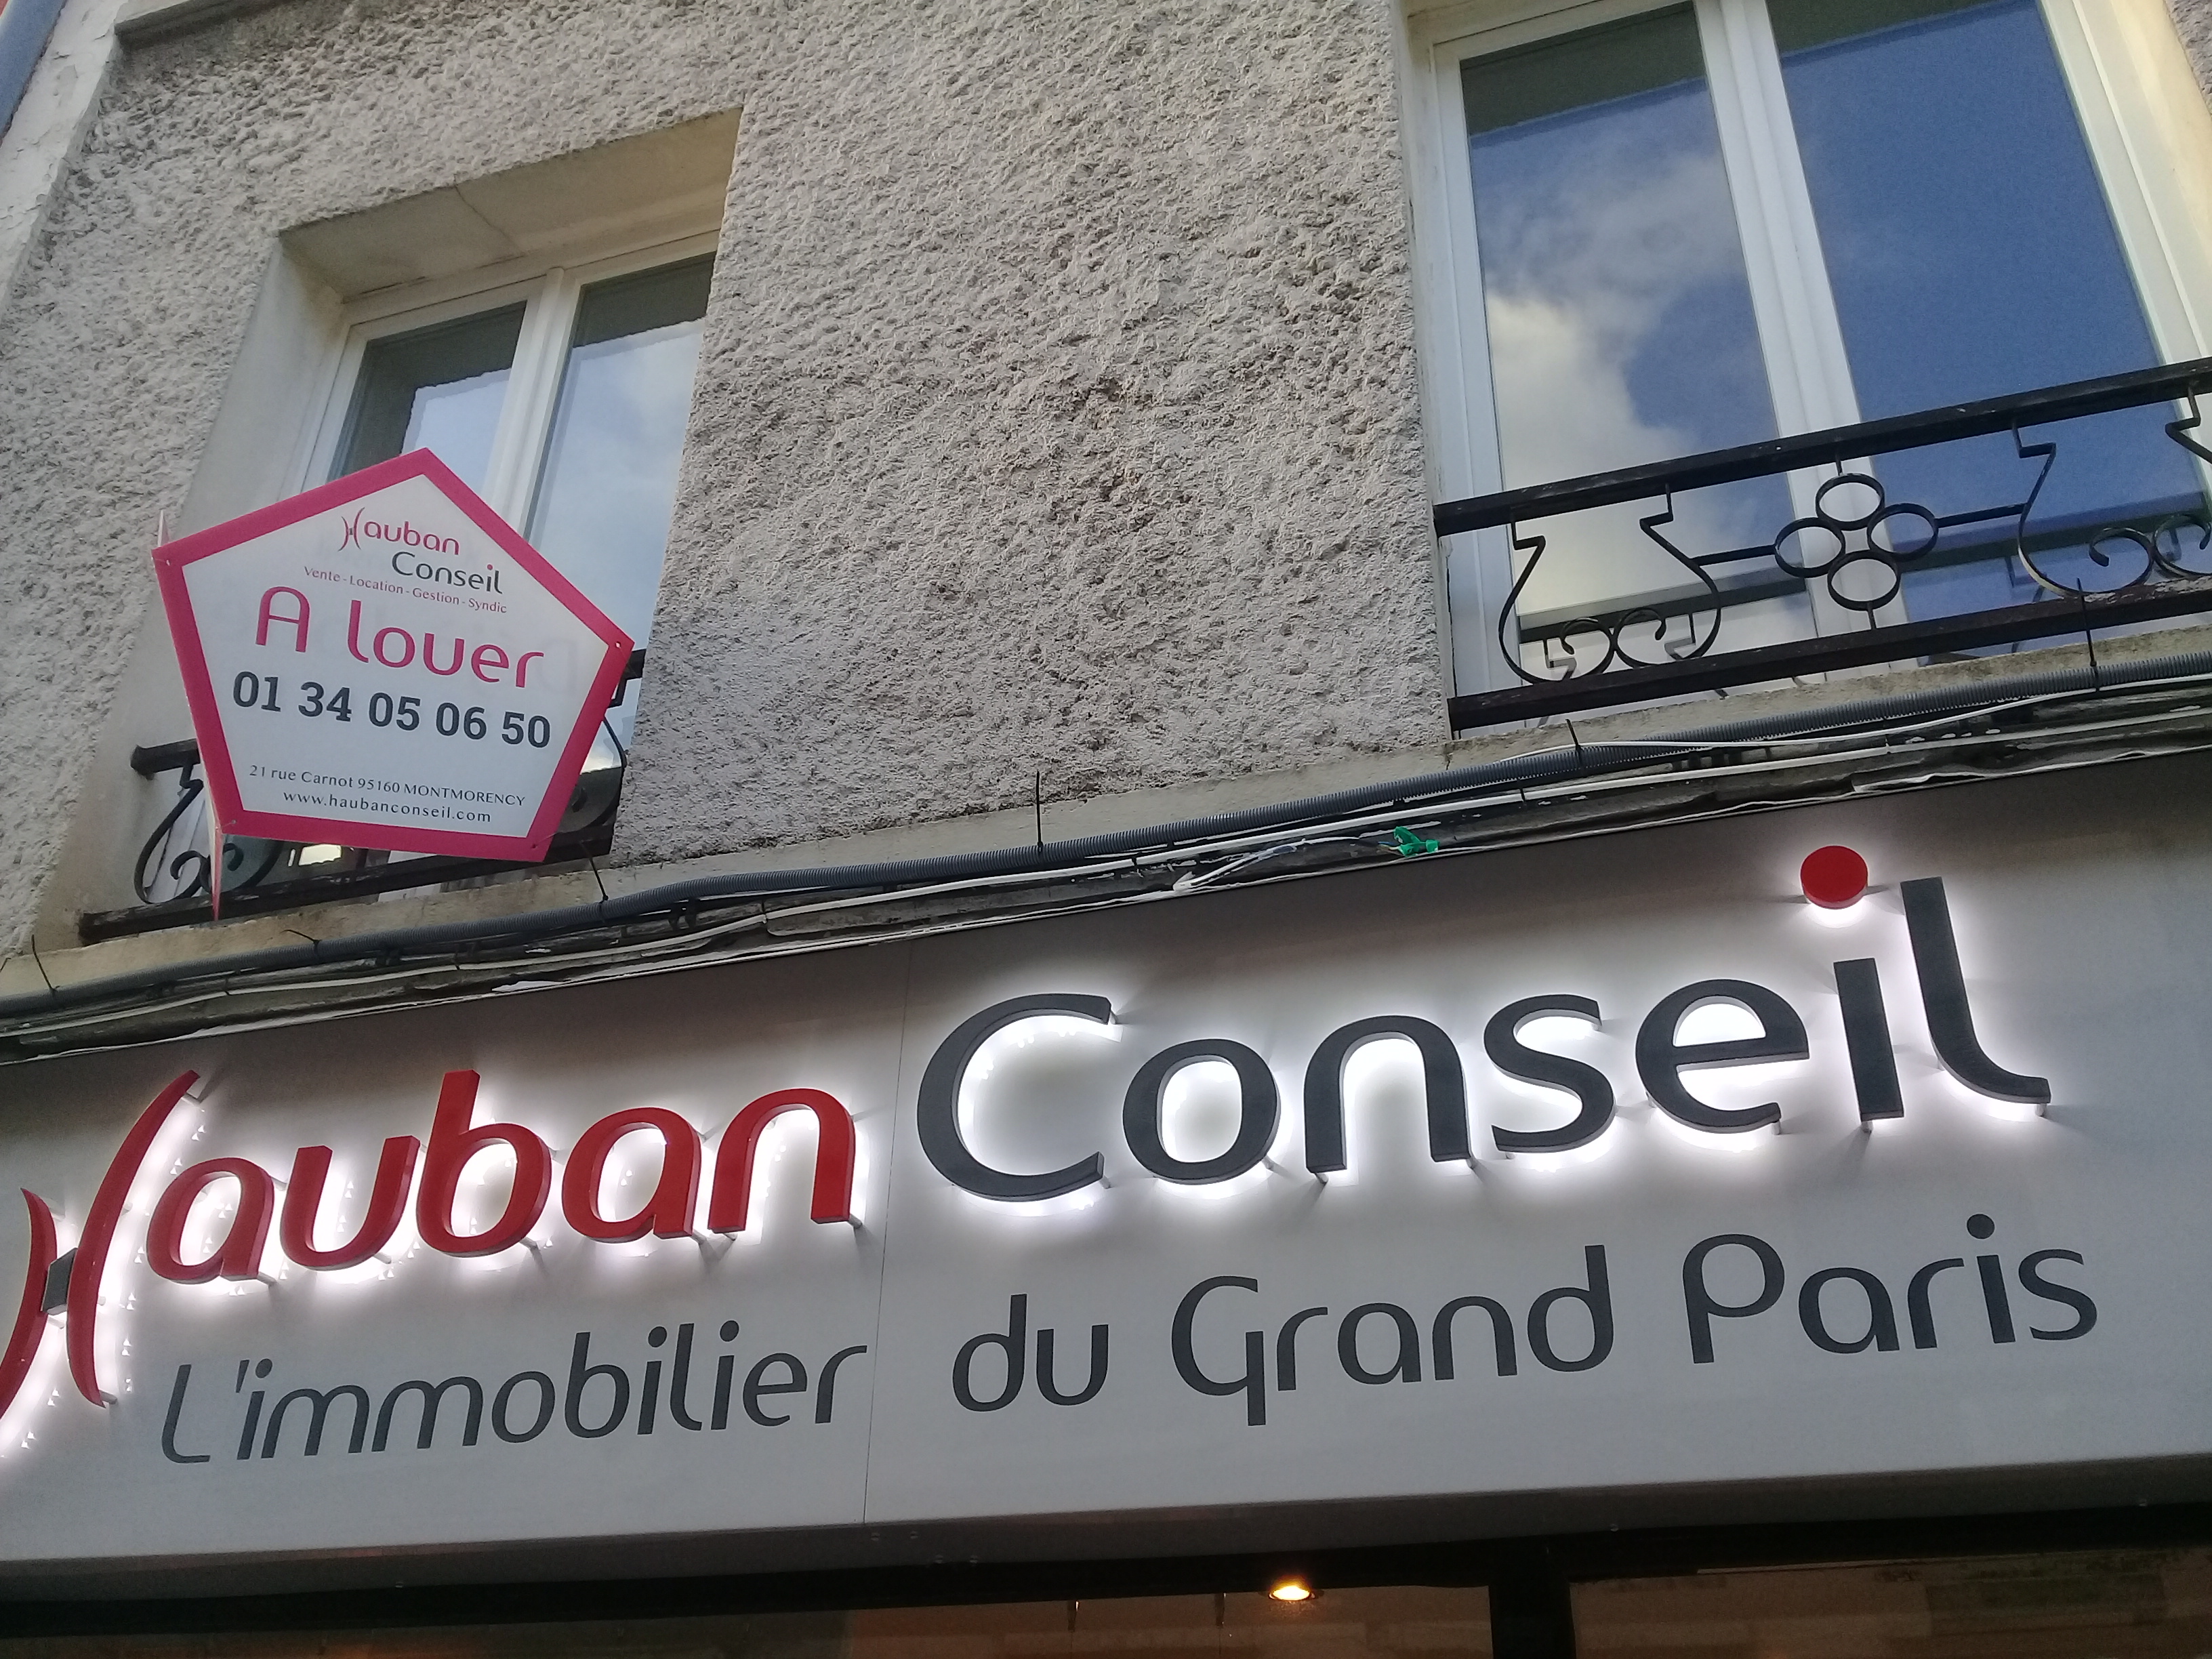 Hauban
Conseil
Vente - Location - Gestion - Syndic
A louer
01 34 05 06 50
21 rue Carnot 95160 MONTMORENCY
www.haubanconseil.com
Hauban Conseil
L'immobilier du Grand Paris